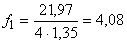 f₁ = 21,97 / (4 · 1,35) = 4,08